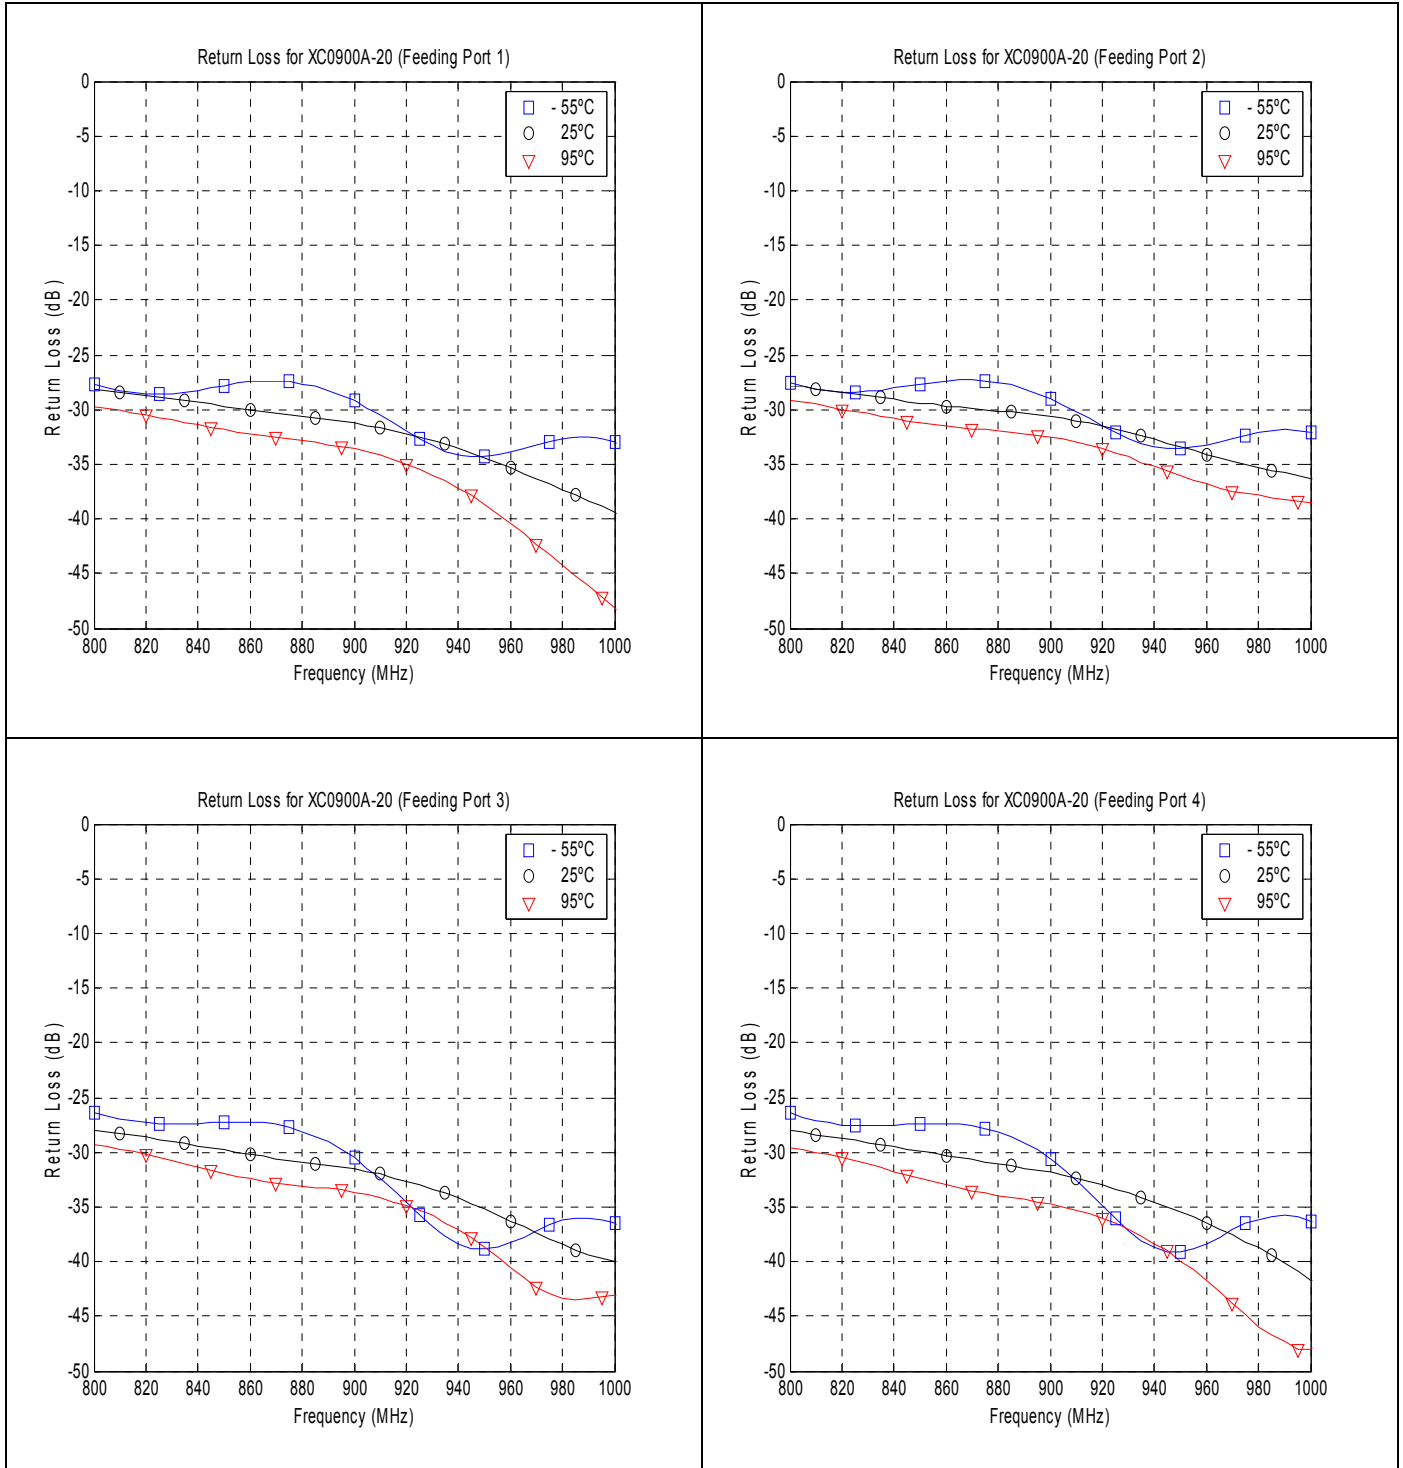 Return Loss for XC0900A-20 (Feeding Port 1)
0
-5
-10
-15
-20
-25
-30
-35
-40
-45
-50
Return Loss (dB)
- 55ºC
25ºC
95ºC
800 820 840 860 880 900 920 940 960 980 1000
Frequency (MHz)
Return Loss for XC0900A-20 (Feeding Port 2)
0
-5
-10
-15
-20
-25
-30
-35
-40
-45
-50
Return Loss (dB)
- 55ºC
25ºC
95ºC
800 820 840 860 880 900 920 940 960 980 1000
Frequency (MHz)
Return Loss for XC0900A-20 (Feeding Port 3)
0
-5
-10
-15
-20
-25
-30
-35
-40
-45
-50
Return Loss (dB)
- 55ºC
25ºC
95ºC
800 820 840 860 880 900 920 940 960 980 1000
Frequency (MHz)
Return Loss for XC0900A-20 (Feeding Port 4)
0
-5
-10
-15
-20
-25
-30
-35
-40
-45
-50
Return Loss (dB)
- 55ºC
25ºC
95ºC
800 820 840 860 880 900 920 940 960 980 1000
Frequency (MHz)